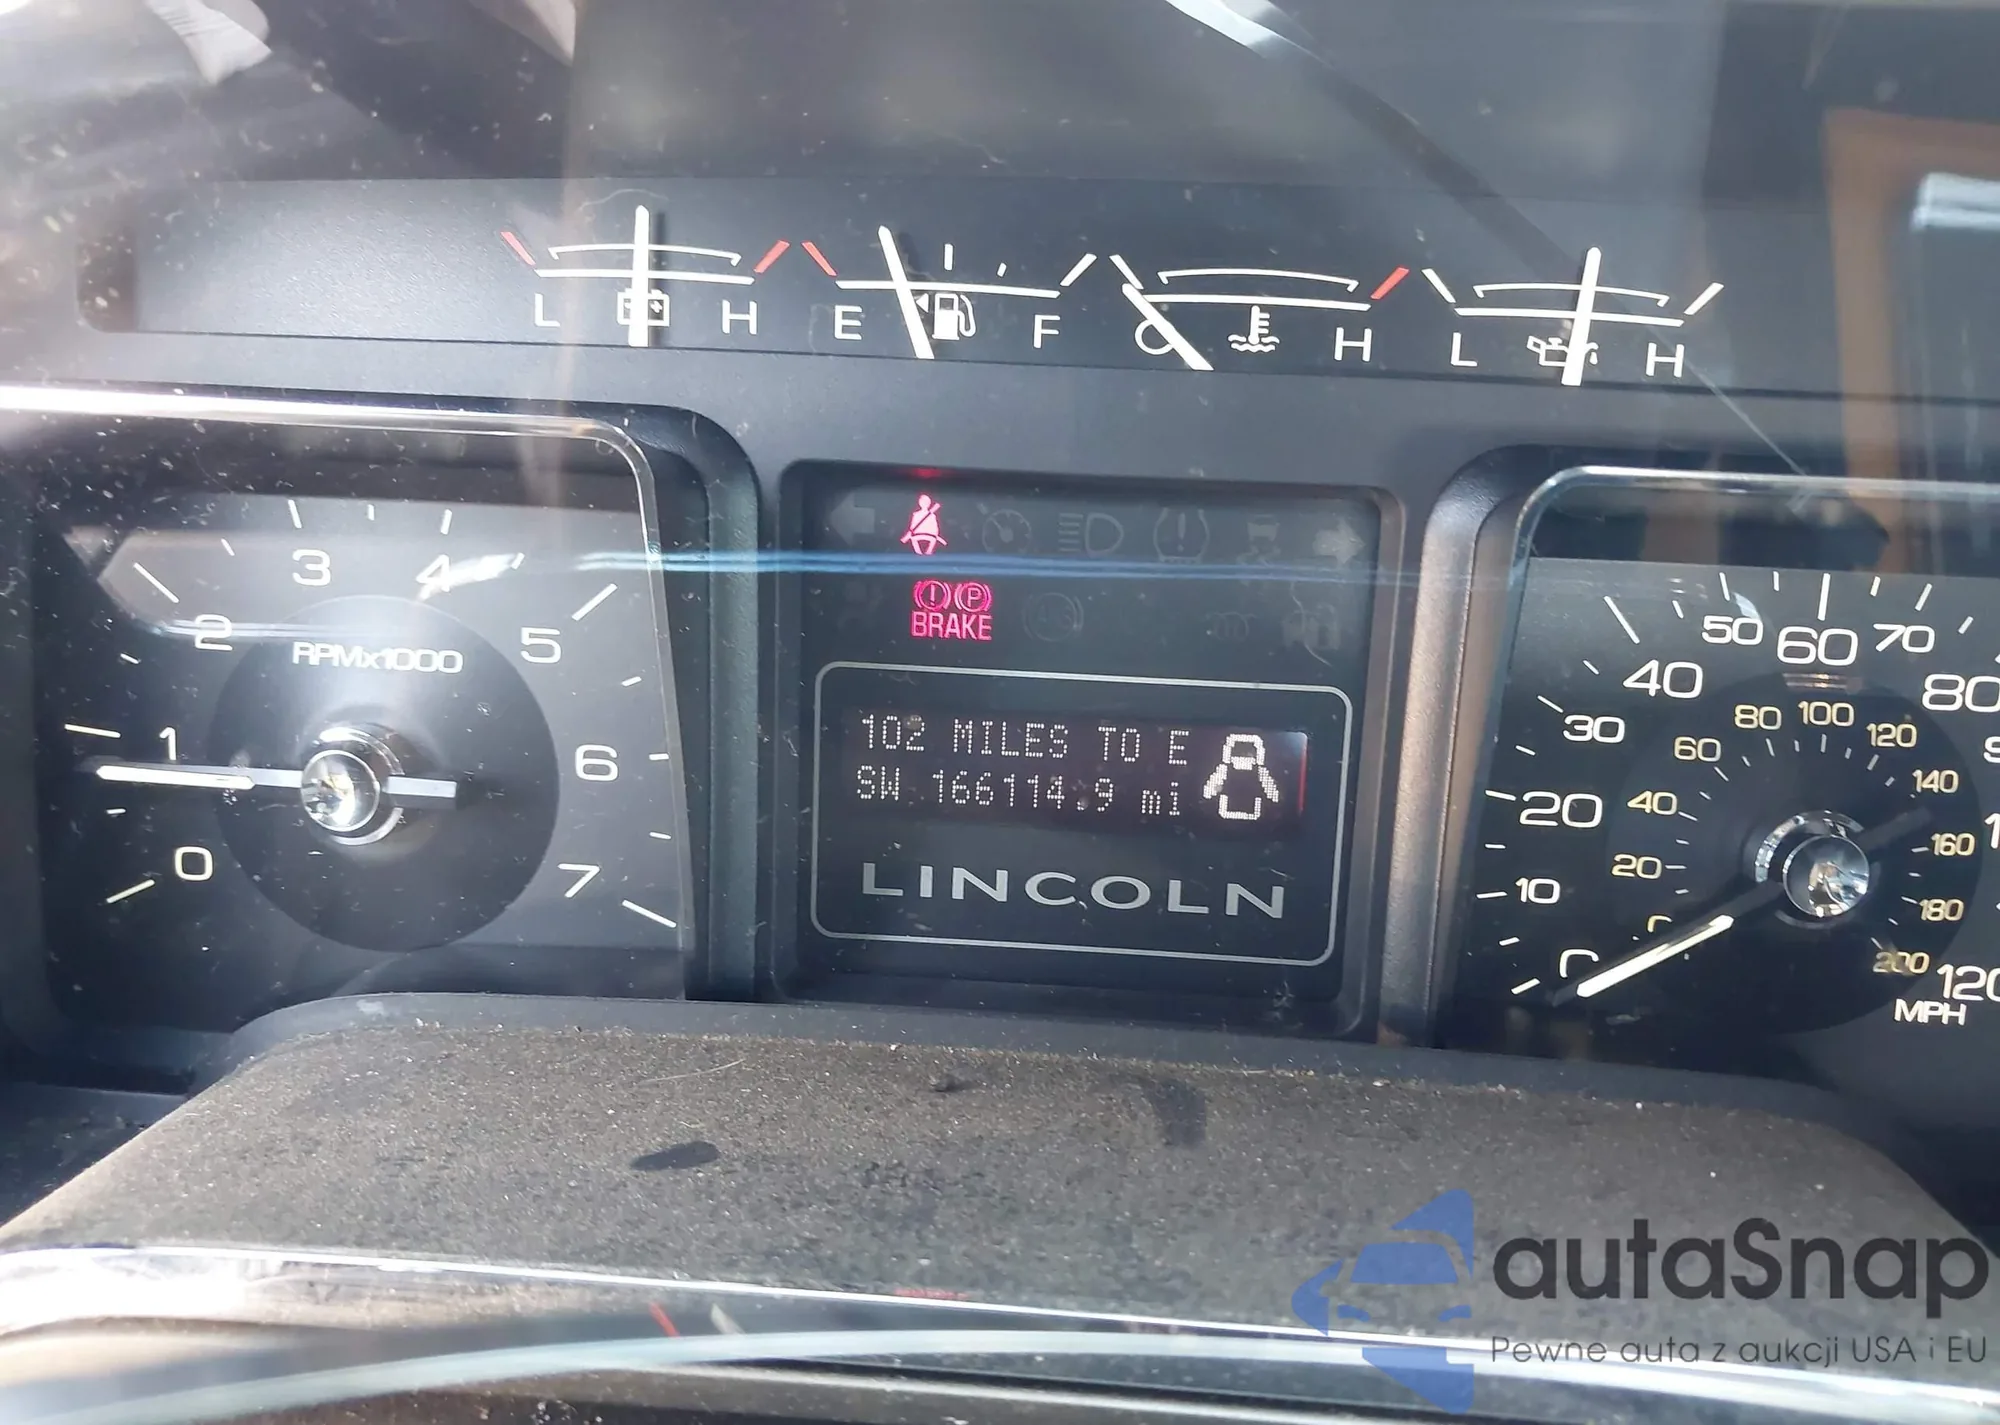 L H
E F
C H
L H
1 2 3 4 5 6 7
0
RPMx1000
BRAKE
P
ABS
102 MILES TO E
SW 166114.9 mi
LINCOLN
10 20 30 40 50 60 70 80
120
MPH
20 40 60 80 100 120 140 160 180 200
autaSnap
Pewne auta z aukcji USA i EU